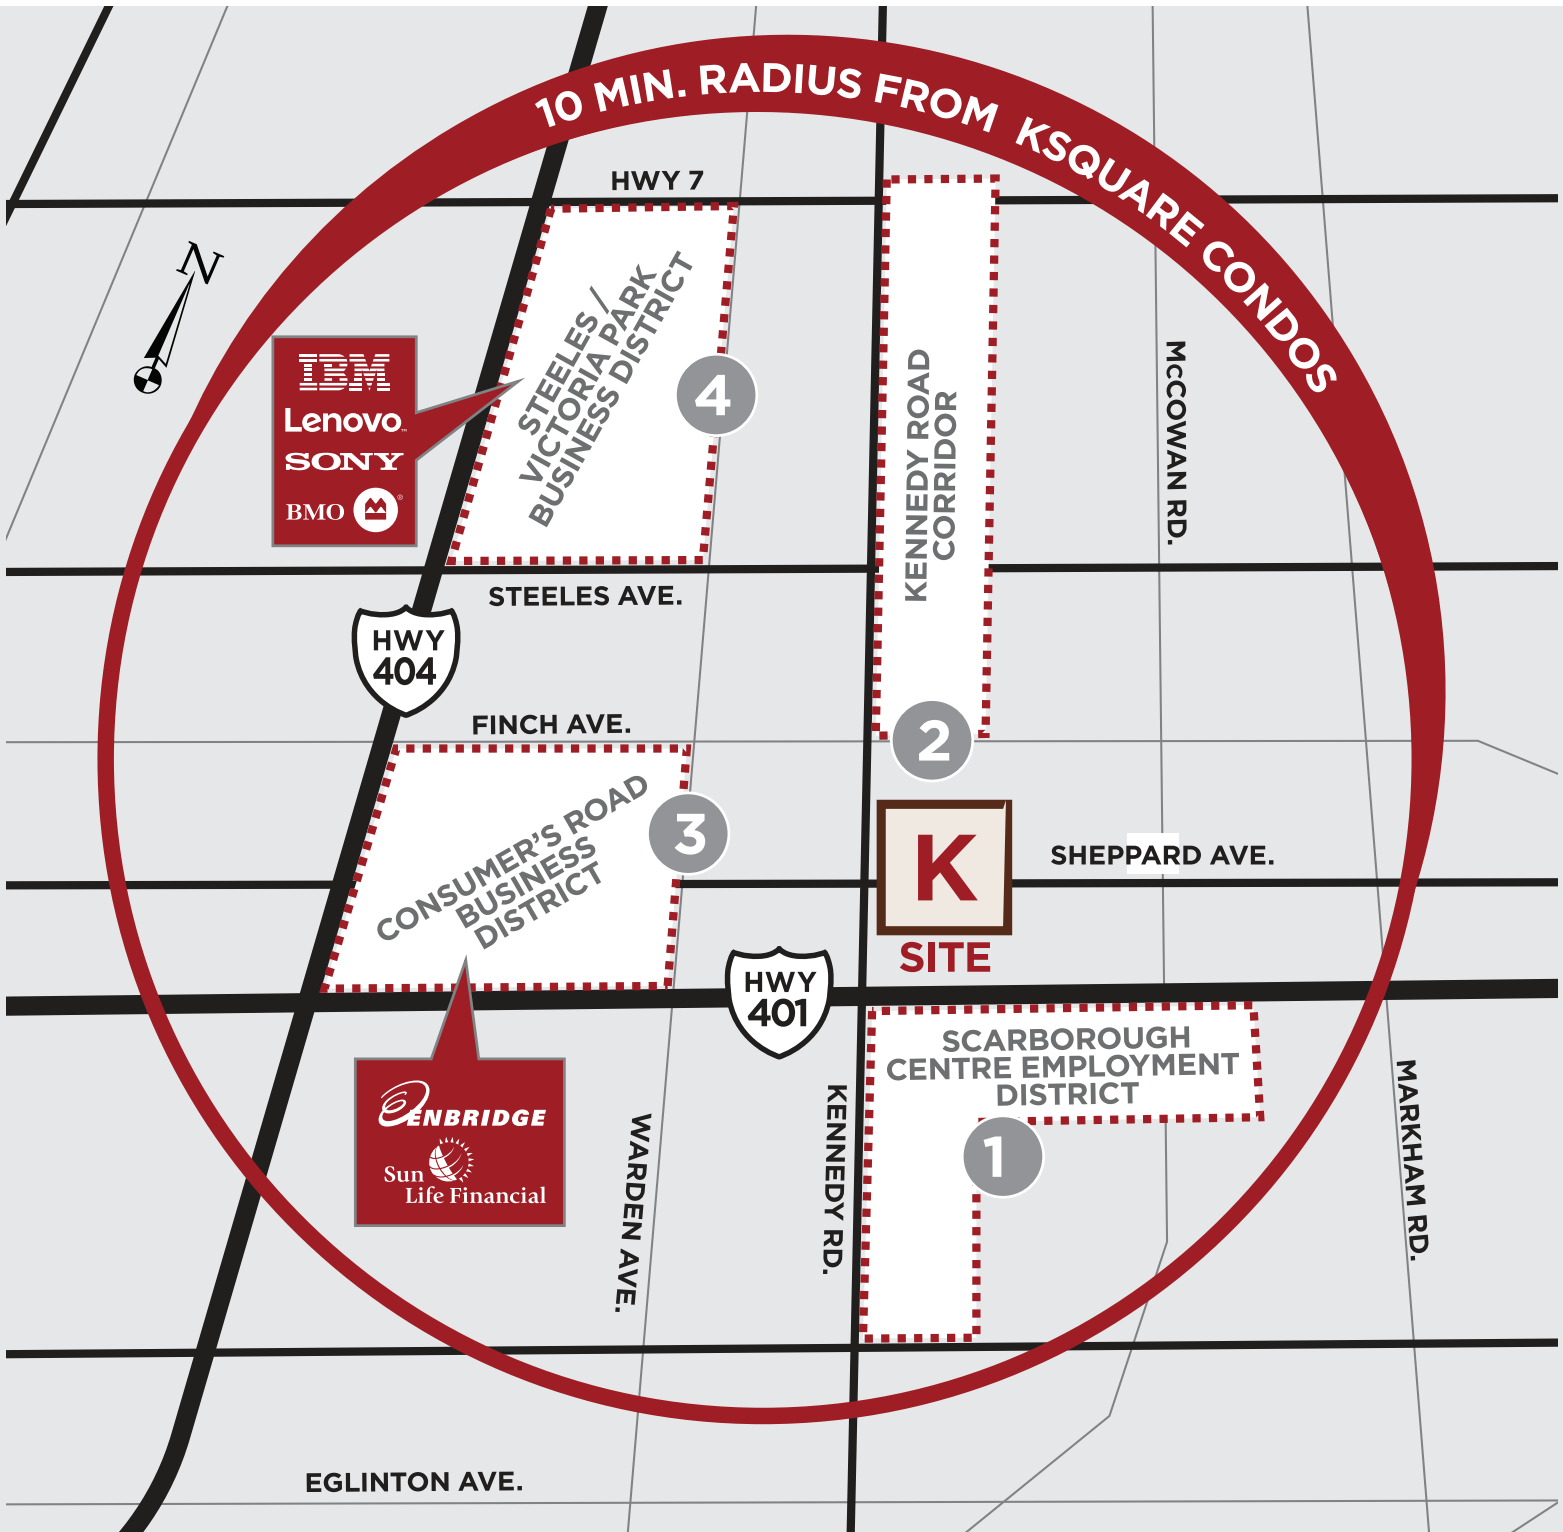 10 MIN. RADIUS FROM KSQUARE CONDOS
HWY 7
N
STEELES /
VICTORIA PARK
BUSINESS DISTRICT
4
IBM
Lenovo™
SONY
BMO ®
KENNEDY ROAD
CORRIDOR
McCOWAN RD.
STEELES AVE.
HWY
404
FINCH AVE.
2
CONSUMER'S ROAD
BUSINESS
DISTRICT
3
K
SITE
SHEPPARD AVE.
HWY
401
SCARBOROUGH
CENTRE EMPLOYMENT
DISTRICT
1
ENBRIDGE
Sun
Life Financial
WARDEN AVE.
KENNEDY RD.
MARKHAM RD.
EGLINTON AVE.